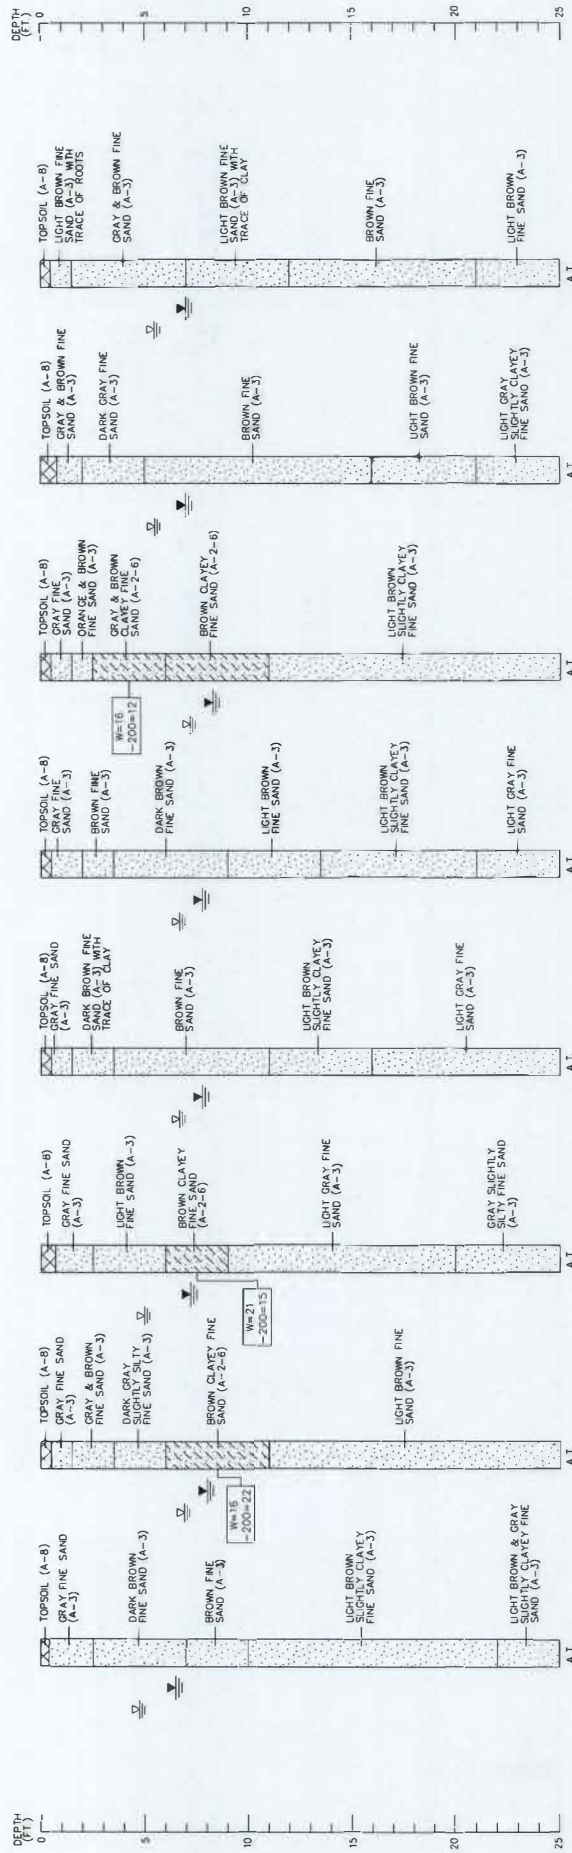 DEPTH
(FT.)
0
5
10
15
20
25
TOPSOIL (A-8)
GRAY FINE SAND
(A-3)
DARK BROWN
FINE SAND (A-3)
BROWN FINE
SAND (A-3)
LIGHT BROWN
SLIGHTLY CLAYEY
FINE SAND (A-3)
LIGHT BROWN & GRAY
SLIGHTLY CLAYEY FINE
SAND (A-3)
W=16
-200=22
TOPSOIL (A-8)
GRAY FINE SAND
(A-3)
GRAY & BROWN
FINE SAND (A-3)
DARK GRAY
SLIGHTLY SILTY
FINE SAND (A-3)
BROWN CLAYEY FINE
SAND (A-2-6)
LIGHT BROWN FINE
SAND (A-3)
W=21
-200=15
TOPSOIL (A-8)
GRAY FINE SAND
(A-3)
LIGHT BROWN
FINE SAND (A-3)
BROWN CLAYEY
FINE SAND
(A-2-6)
LIGHT GRAY FINE
SAND (A-3)
GRAY SLIGHTLY
SILTY FINE SAND
(A-3)
TOPSOIL (A-8)
GRAY FINE SAND
(A-3)
DARK BROWN FINE
SAND (A-3) WITH
TRACE OF CLAY
BROWN FINE
SAND (A-3)
LIGHT BROWN
SLIGHTLY CLAYEY
FINE SAND (A-3)
LIGHT GRAY FINE
SAND (A-3)
TOPSOIL (A-8)
GRAY FINE
SAND (A-3)
BROWN FINE
SAND (A-3)
DARK BROWN
FINE SAND (A-3)
LIGHT BROWN
FINE SAND (A-3)
LIGHT BROWN
SLIGHTLY CLAYEY
FINE SAND (A-3)
LIGHT GRAY FINE
SAND (A-3)
W=16
-200=12
TOPSOIL (A-8)
GRAY FINE
SAND (A-3)
ORANGE & BROWN
FINE SAND (A-3)
GRAY & BROWN
CLAYEY FINE
SAND (A-2-6)
BROWN CLAYEY
FINE SAND (A-2-6)
LIGHT BROWN
SLIGHTLY CLAYEY
FINE SAND (A-3)
TOPSOIL (A-8)
GRAY & BROWN FINE
SAND (A-3)
DARK GRAY FINE
SAND (A-3)
BROWN FINE
SAND (A-3)
LIGHT BROWN FINE
SAND (A-3)
LIGHT GRAY
SLIGHTLY CLAYEY
FINE SAND (A-3)
TOPSOIL (A-8)
LIGHT BROWN FINE
SAND (A-3) WITH
TRACE OF ROOTS
GRAY & BROWN FINE
SAND (A-3)
LIGHT BROWN FINE
SAND (A-3) WITH
TRACE OF CLAY
BROWN FINE
SAND (A-3)
LIGHT BROWN
FINE SAND (A-3)
DEPTH
(FT.)
0
5
10
15
20
25